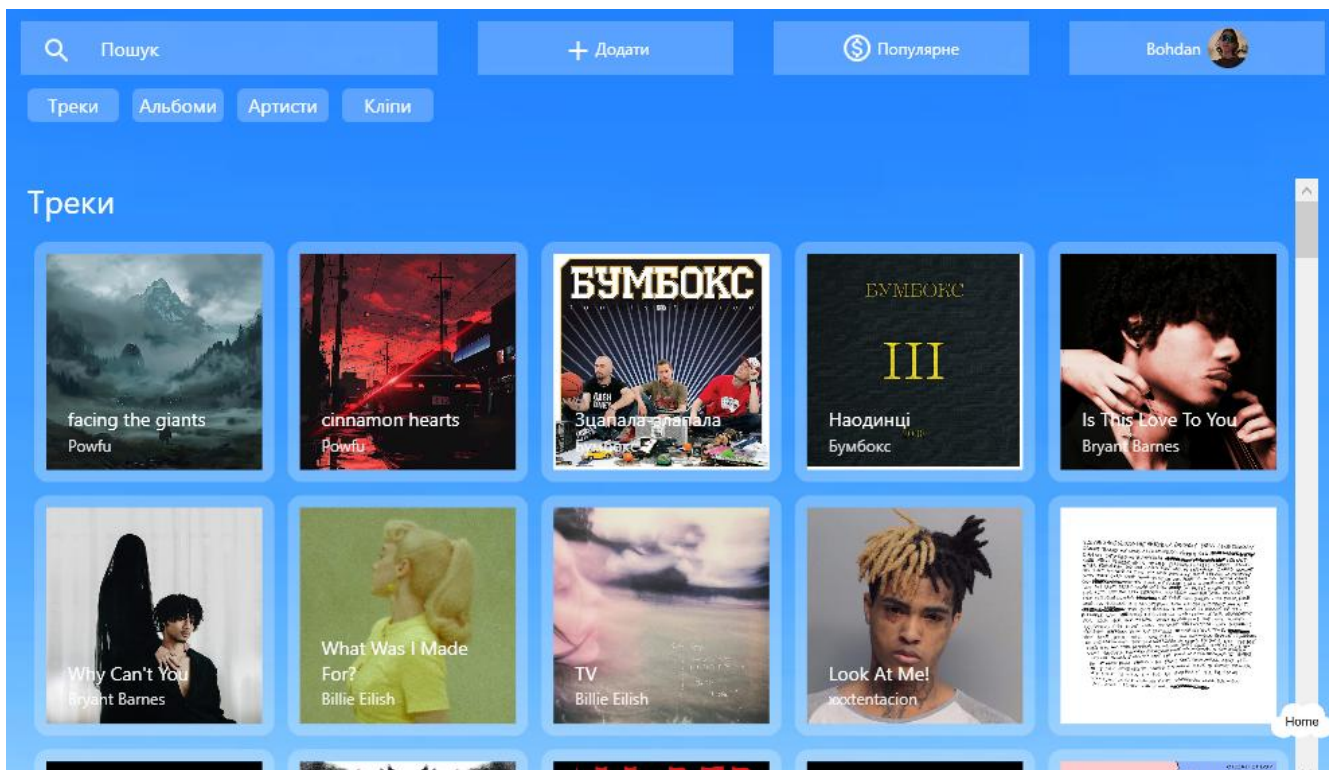 Пошук
Додати
Популярне
Bohdan
Треки
Альбоми
Артисти
Кліпи
Треки
facing the giants
Powfu
cinnamon hearts
Powfu
БУМБОКС
Зцапала-злапала
Бумбокс
БУМБОКС
III
Наодинці
Бумбокс
Is This Love To You
Bryant Barnes
Why Can't You
Bryant Barnes
What Was I Made
For?
Billie Eilish
TV
Billie Eilish
Look At Me!
xxxtentacion
Home